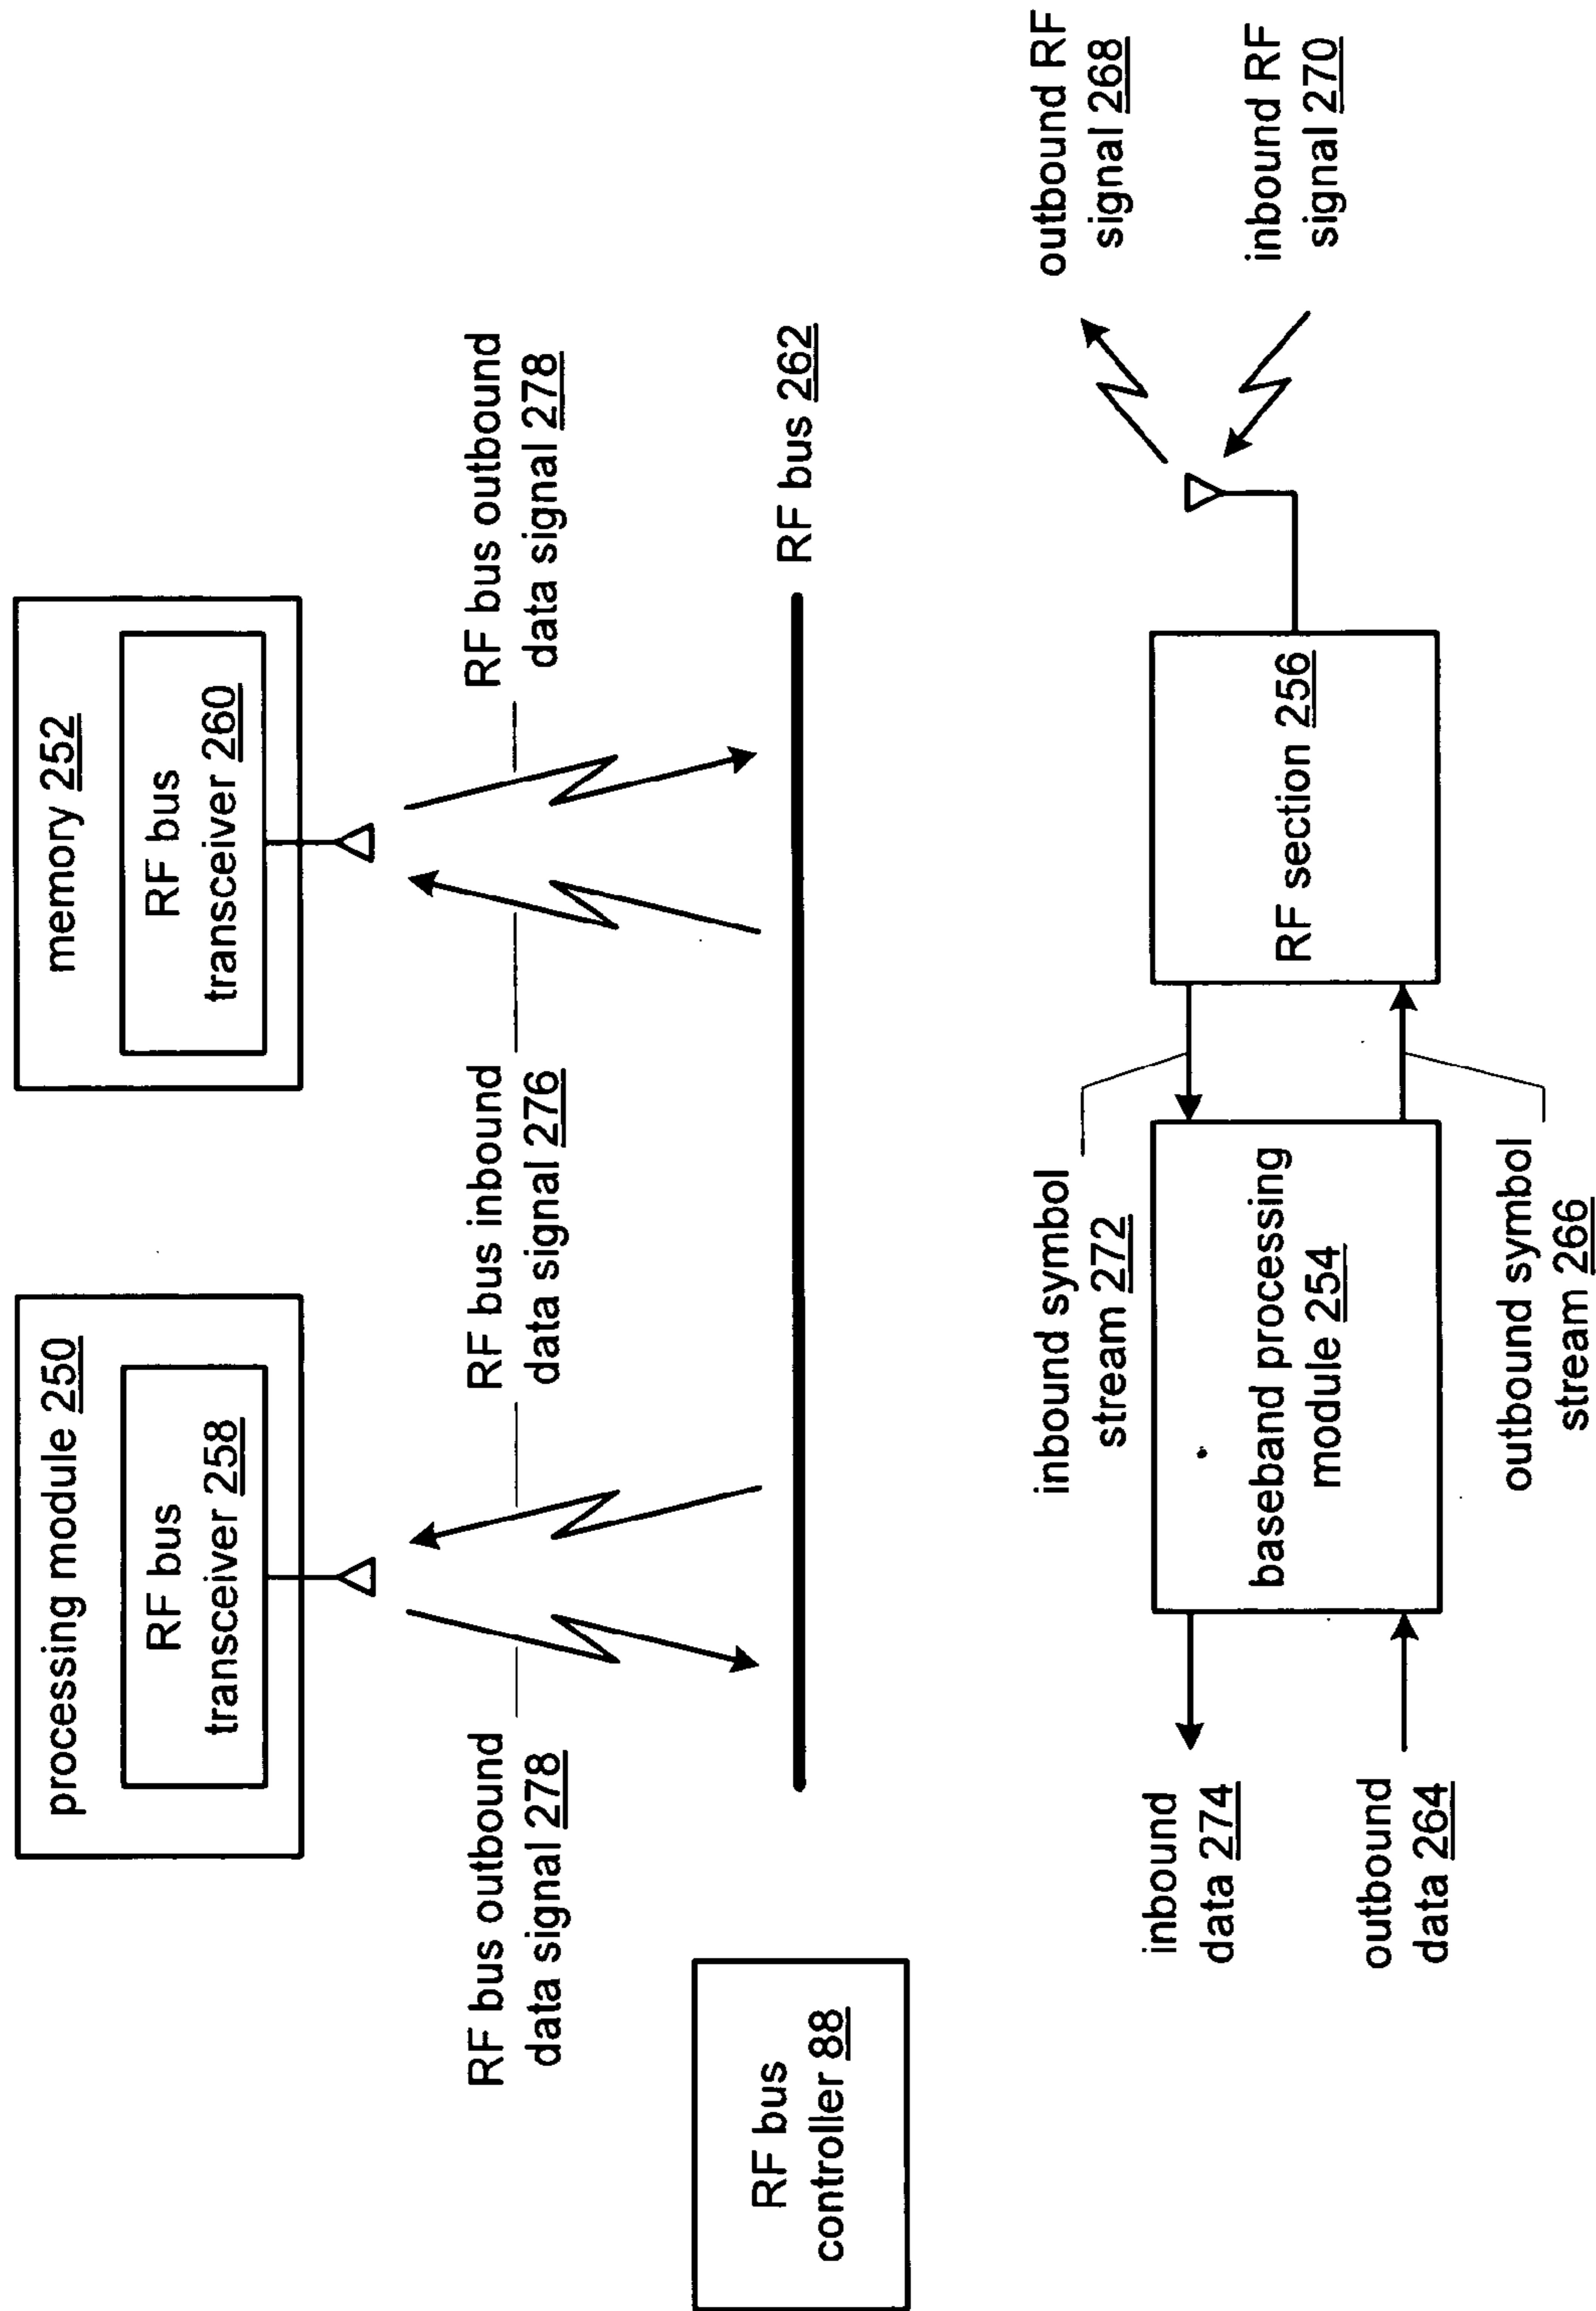 processing module 250
RF bus
transceiver 258
memory 252
RF bus
transceiver 260
RF bus outbound
data signal 278
RF bus inbound
data signal 276
RF bus outbound
data signal 278
RF bus
controller 88
RF bus 262
inbound symbol
stream 272
outbound RF
signal 268
inbound
data 274
baseband processing
module 254
RF section 256
inbound RF
signal 270
outbound
data 264
outbound symbol
stream 266